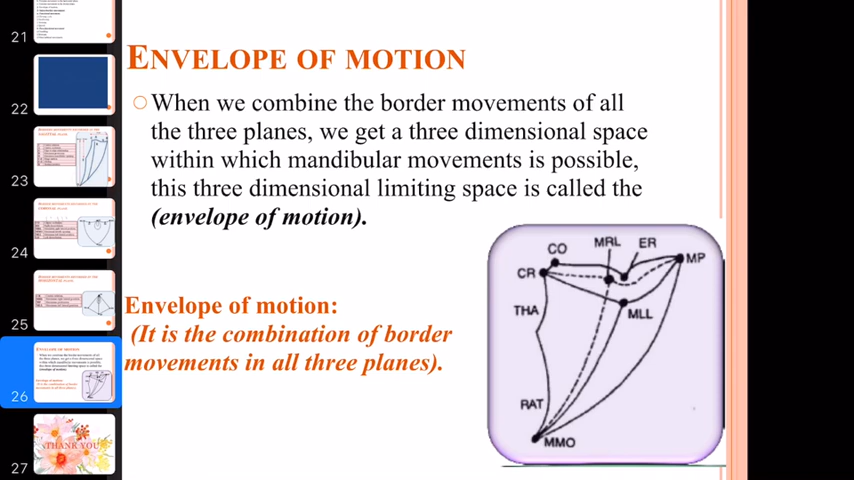 21
22
23
24
25
26
27
ENVELOPE OF MOTION
When we combine the border movements of all
the three planes, we get a three dimensional space
within which mandibular movements is possible,
this three dimensional limiting space is called the
(envelope of motion).
Envelope of motion:
(It is the combination of border
movements in all three planes).
CO
MRL
ER
CR
MP
THA
MLL
RAT
MMO
THANK YOU